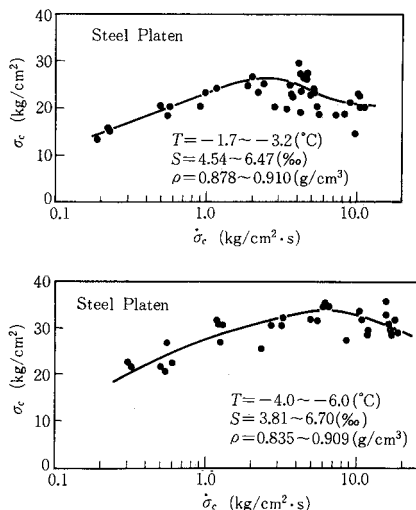 Steel Platen
σc (kg/cm²)
40
30
20
10
0
T = −1.7~−3.2(°C)
S = 4.54~6.47(‰)
ρ = 0.878~0.910(g/cm³)
0.1
1.0
10.0
σ̇c (kg/cm²·s)
Steel Platen
σc (kg/cm²)
40
30
20
10
0
T = −4.0~−6.0(°C)
S = 3.81~6.70(‰)
ρ = 0.835~0.909(g/cm³)
0.1
1.0
10.0
σ̇c (kg/cm²·s)